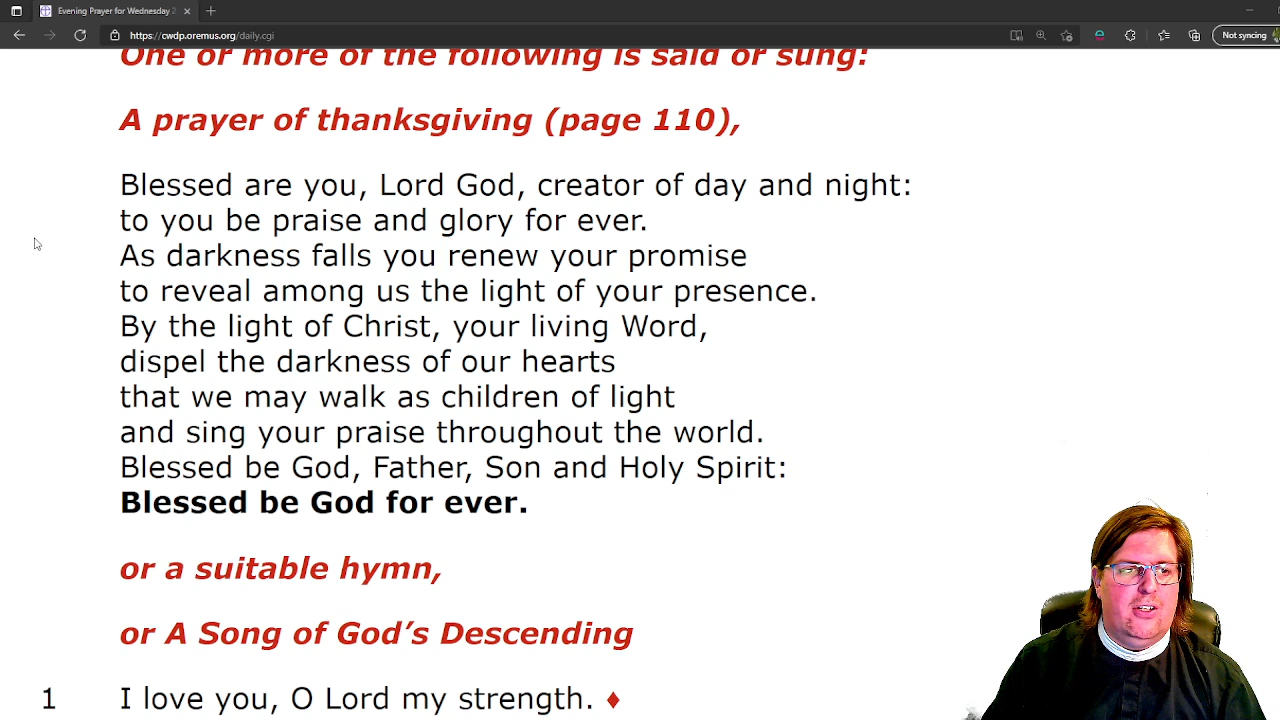 Evening Prayer for Wednesday 2
https://cwdp.oremus.org/daily.cgi
Not syncing
One or more of the following is said or sung:
A prayer of thanksgiving (page 110),
Blessed are you, Lord God, creator of day and night:
to you be praise and glory for ever.
As darkness falls you renew your promise
to reveal among us the light of your presence.
By the light of Christ, your living Word,
dispel the darkness of our hearts
that we may walk as children of light
and sing your praise throughout the world.
Blessed be God, Father, Son and Holy Spirit:
Blessed be God for ever.
or a suitable hymn,
or A Song of God’s Descending
1 I love you, O Lord my strength. ♦